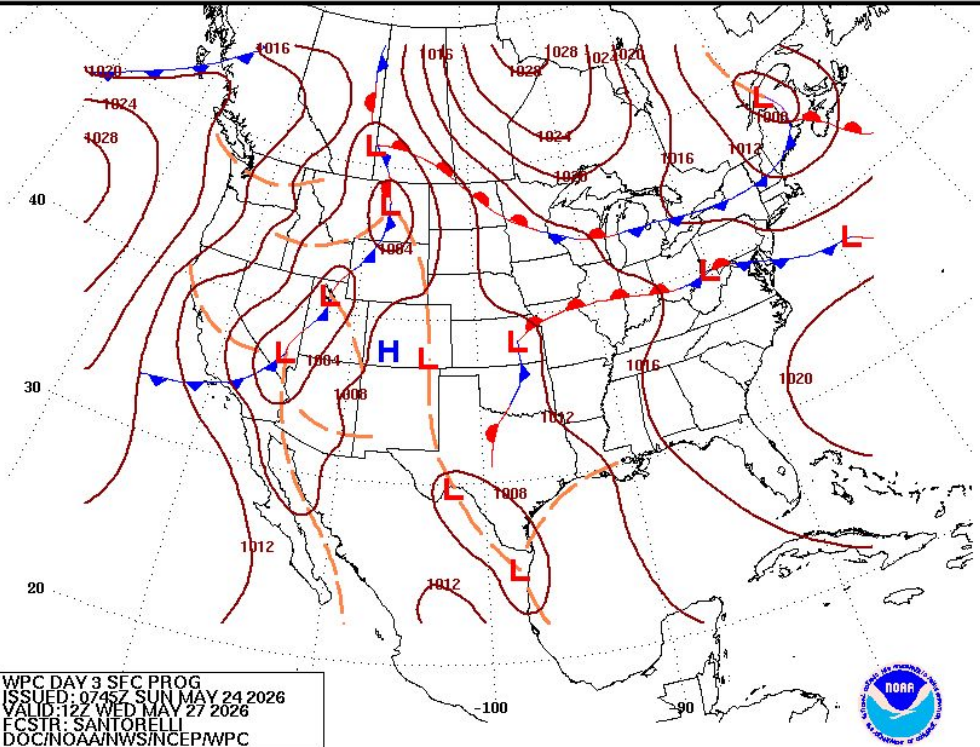 1016
1016
1028
1024
1020
1020
1028
1024
1028
1008
1024
1012
1016
1020
40
1004
1004
1016
1020
30
1008
1012
1008
1012
1012
20
-100
-90
L
L
L
L
L
L
L
L
H
L
L
L
L
WPC DAY 3 SFC PROG
ISSUED: 0745Z SUN MAY 24 2026
VALID:12Z WED MAY 27 2026
FCSTR: SANTORELLI
DOC/NOAA/NWS/NCEP/WPC
NOAA